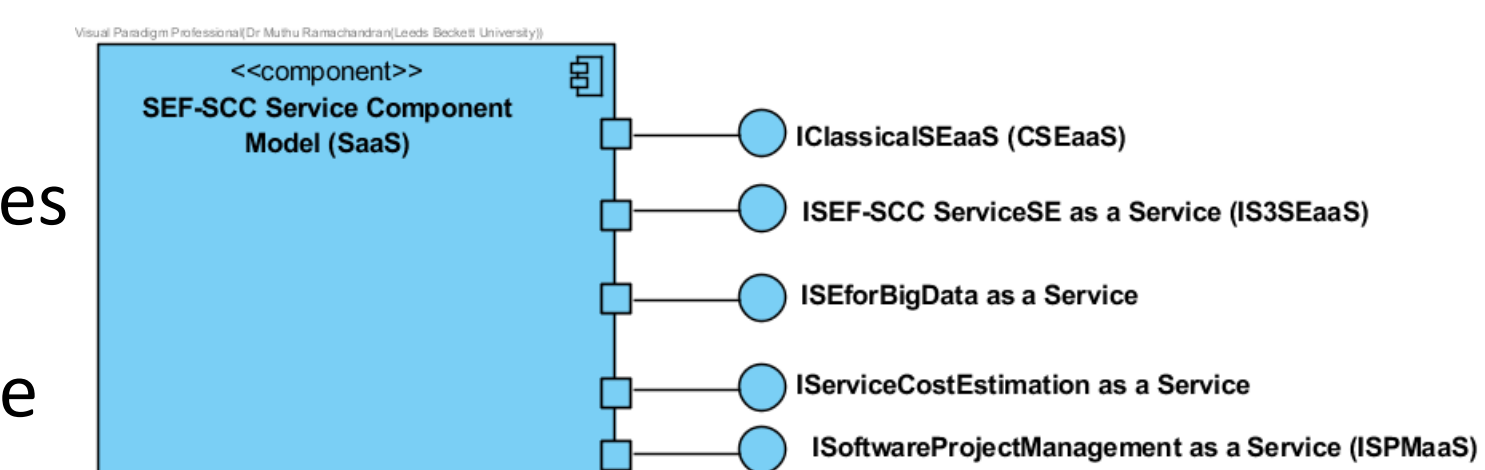 Visual Paradigm Professional(Dr Muthu Ramachandran(Leeds Beckett University))
<<component>>
SEF-SCC Service Component
Model (SaaS)
IClassicalSEaaS (CSEaaS)
es
ISEF-SCC ServiceSE as a Service (IS3SEaaS)
ISEforBigData as a Service
e
IServiceCostEstimation as a Service
ISoftwareProjectManagement as a Service (ISPMaaS)